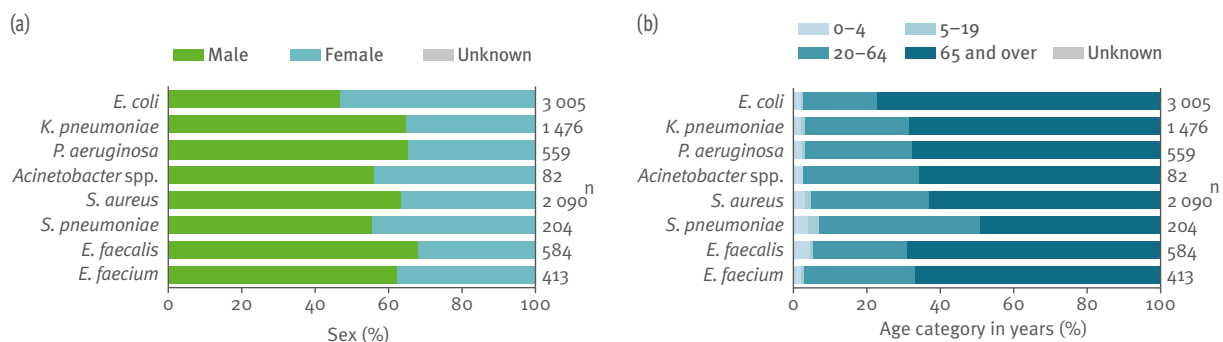 (a)
Male Female Unknown
E. coli 3 005
K. pneumoniae 1 476
P. aeruginosa 559
Acinetobacter spp. 82
S. aureus 2 090 n
S. pneumoniae 204
E. faecalis 584
E. faecium 413
0 20 40 60 80 100
Sex (%)
(b)
0–4 5–19
20–64 65 and over Unknown
E. coli 3 005
K. pneumoniae 1 476
P. aeruginosa 559
Acinetobacter spp. 82
S. aureus 2 090 n
S. pneumoniae 204
E. faecalis 584
E. faecium 413
0 20 40 60 80 100
Age category in years (%)